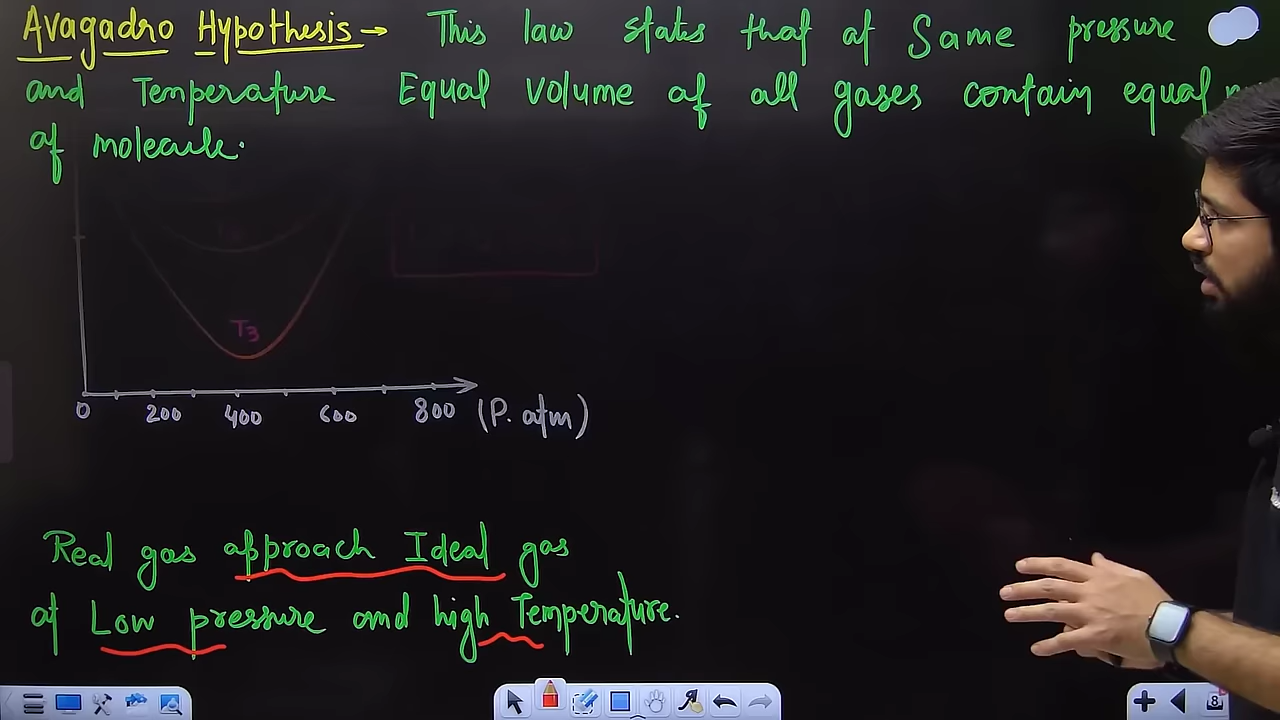 Avagadro Hypothesis → This law states that at Same pressure
and Temperature Equal volume of all gases contain equal
of molecule.
T3
0 200 400 600 800 (P. atm)
Real gas approach Ideal gas
at Low pressure and high Temperature.
8